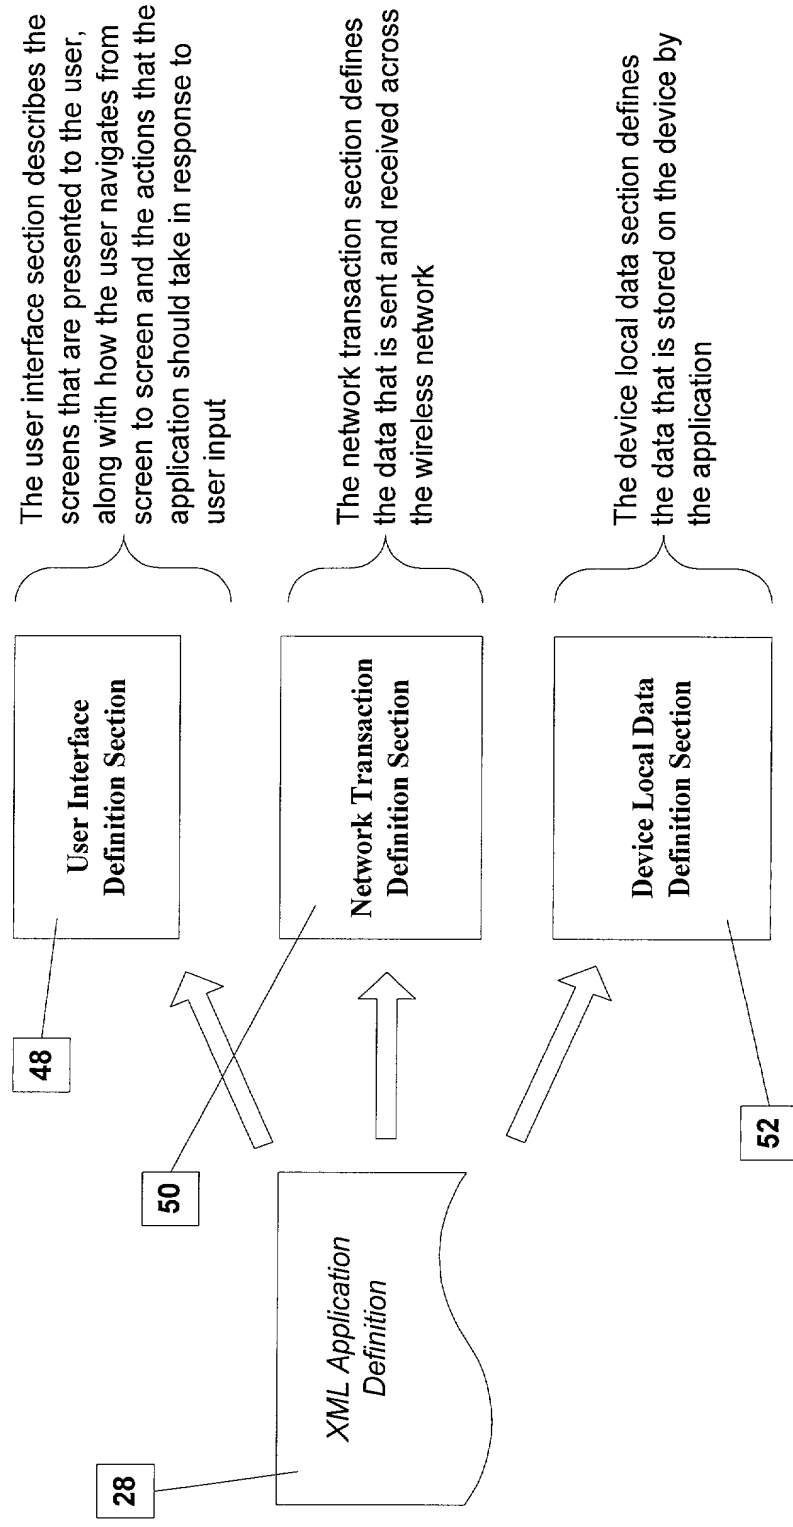 28
XML Application
Definition
48
User Interface
Definition Section
The user interface section describes the
screens that are presented to the user,
along with how the user navigates from
screen to screen and the actions that the
application should take in response to
user input
50
Network Transaction
Definition Section
The network transaction section defines
the data that is sent and received across
the wireless network
52
Device Local Data
Definition Section
The device local data section defines
the data that is stored on the device by
the application